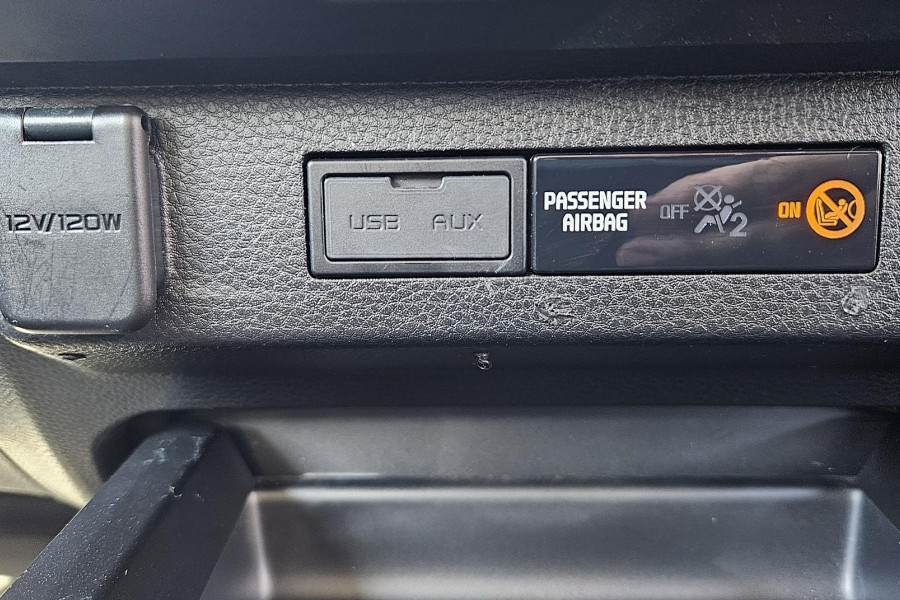 12V/120W
USB AUX
PASSENGER
AIRBAG
OFF
2
ON